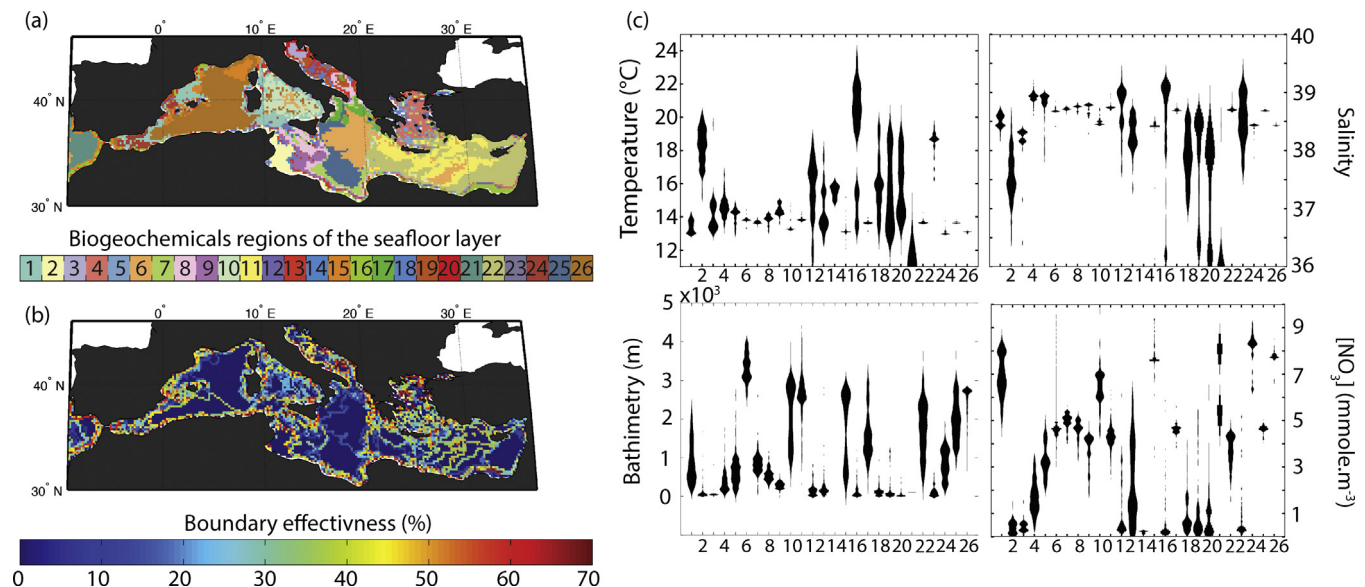 (a)
0° 10° E 20° 30°
40° N
30° N
Biogeochemicals regions of the seafloor layer
1 2 3 4 5 6 7 8 9 10 11 12 13 14 15 16 17 18 19 20 21 22 23 24 25 26
(b)
0° 10° E 20° 30°
40° N
30° N
Boundary effectivness (%)
0 10 20 30 40 50 60 70
(c)
Temperature (°C)
24
22
20
18
16
14
12
2 4 6 8 10 12 14 16 18 20 22 24 26
Salinity
40
39
38
37
36
2 4 6 8 10 12 14 16 18 20 22 24 26
Bathimetry (m)
x10³
5
4
3
2
1
0
2 4 6 8 10 12 14 16 18 20 22 24 26
[NO₃] (mmole.m⁻³)
9
7
5
3
1
2 4 6 8 10 12 14 16 18 20 22 24 26